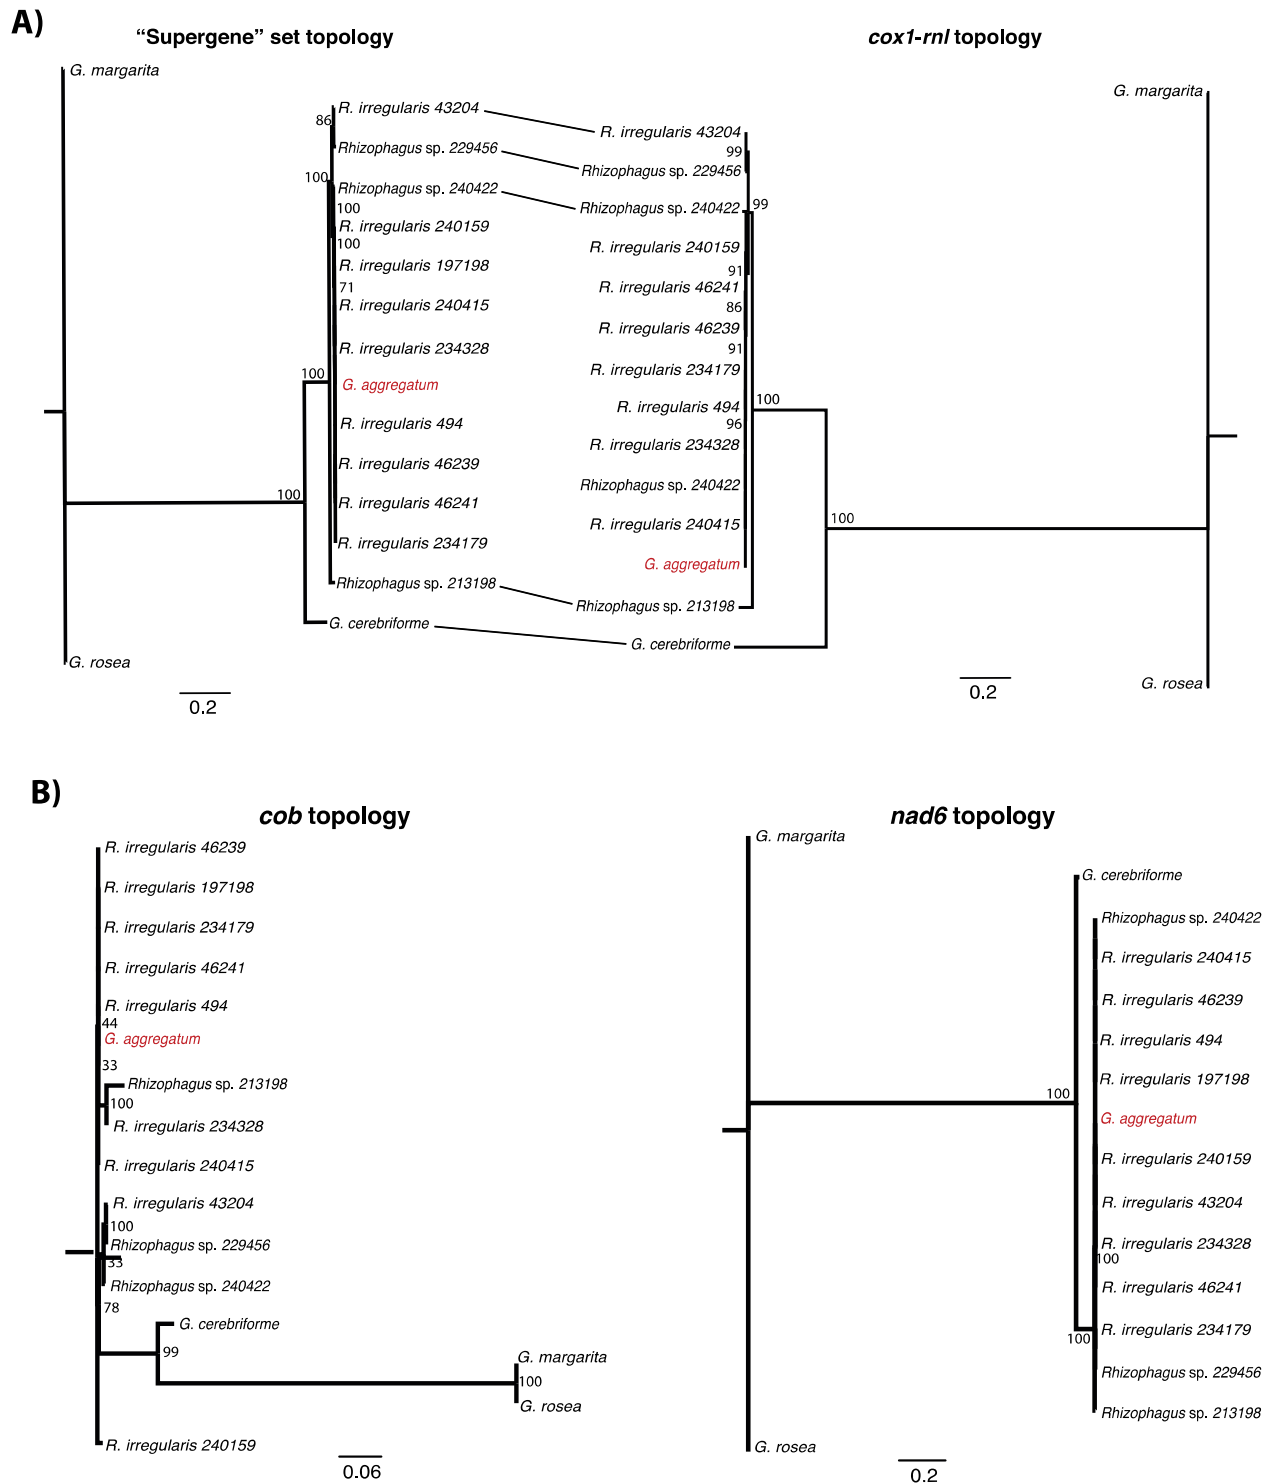 A)
“Supergene” set topology
G. margarita
R. irregularis 43204
86
Rhizophagus sp. 229456
100
Rhizophagus sp. 240422
100
R. irregularis 240159
100
R. irregularis 197198
71
R. irregularis 240415
R. irregularis 234328
100
G. aggregatum
R. irregularis 494
R. irregularis 46239
100
R. irregularis 46241
R. irregularis 234179
Rhizophagus sp. 213198
G. cerebriforme
G. rosea
0.2
cox1-rnl topology
G. margarita
R. irregularis 43204
99
Rhizophagus sp. 229456
99
Rhizophagus sp. 240422
R. irregularis 240159
91
R. irregularis 46241
86
R. irregularis 46239
91
R. irregularis 234179
100
R. irregularis 494
96
R. irregularis 234328
Rhizophagus sp. 240422
100
R. irregularis 240415
G. aggregatum
Rhizophagus sp. 213198
G. cerebriforme
G. rosea
0.2
B)
cob topology
R. irregularis 46239
R. irregularis 197198
R. irregularis 234179
R. irregularis 46241
R. irregularis 494
44
G. aggregatum
33
Rhizophagus sp. 213198
100
R. irregularis 234328
R. irregularis 240415
R. irregularis 43204
100
Rhizophagus sp. 229456
33
Rhizophagus sp. 240422
78
G. cerebriforme
99
G. margarita
100
G. rosea
R. irregularis 240159
0.06
nad6 topology
G. margarita
G. cerebriforme
Rhizophagus sp. 240422
R. irregularis 240415
R. irregularis 46239
R. irregularis 494
R. irregularis 197198
100
G. aggregatum
R. irregularis 240159
R. irregularis 43204
R. irregularis 234328
100
R. irregularis 46241
R. irregularis 234179
100
Rhizophagus sp. 229456
Rhizophagus sp. 213198
G. rosea
0.2